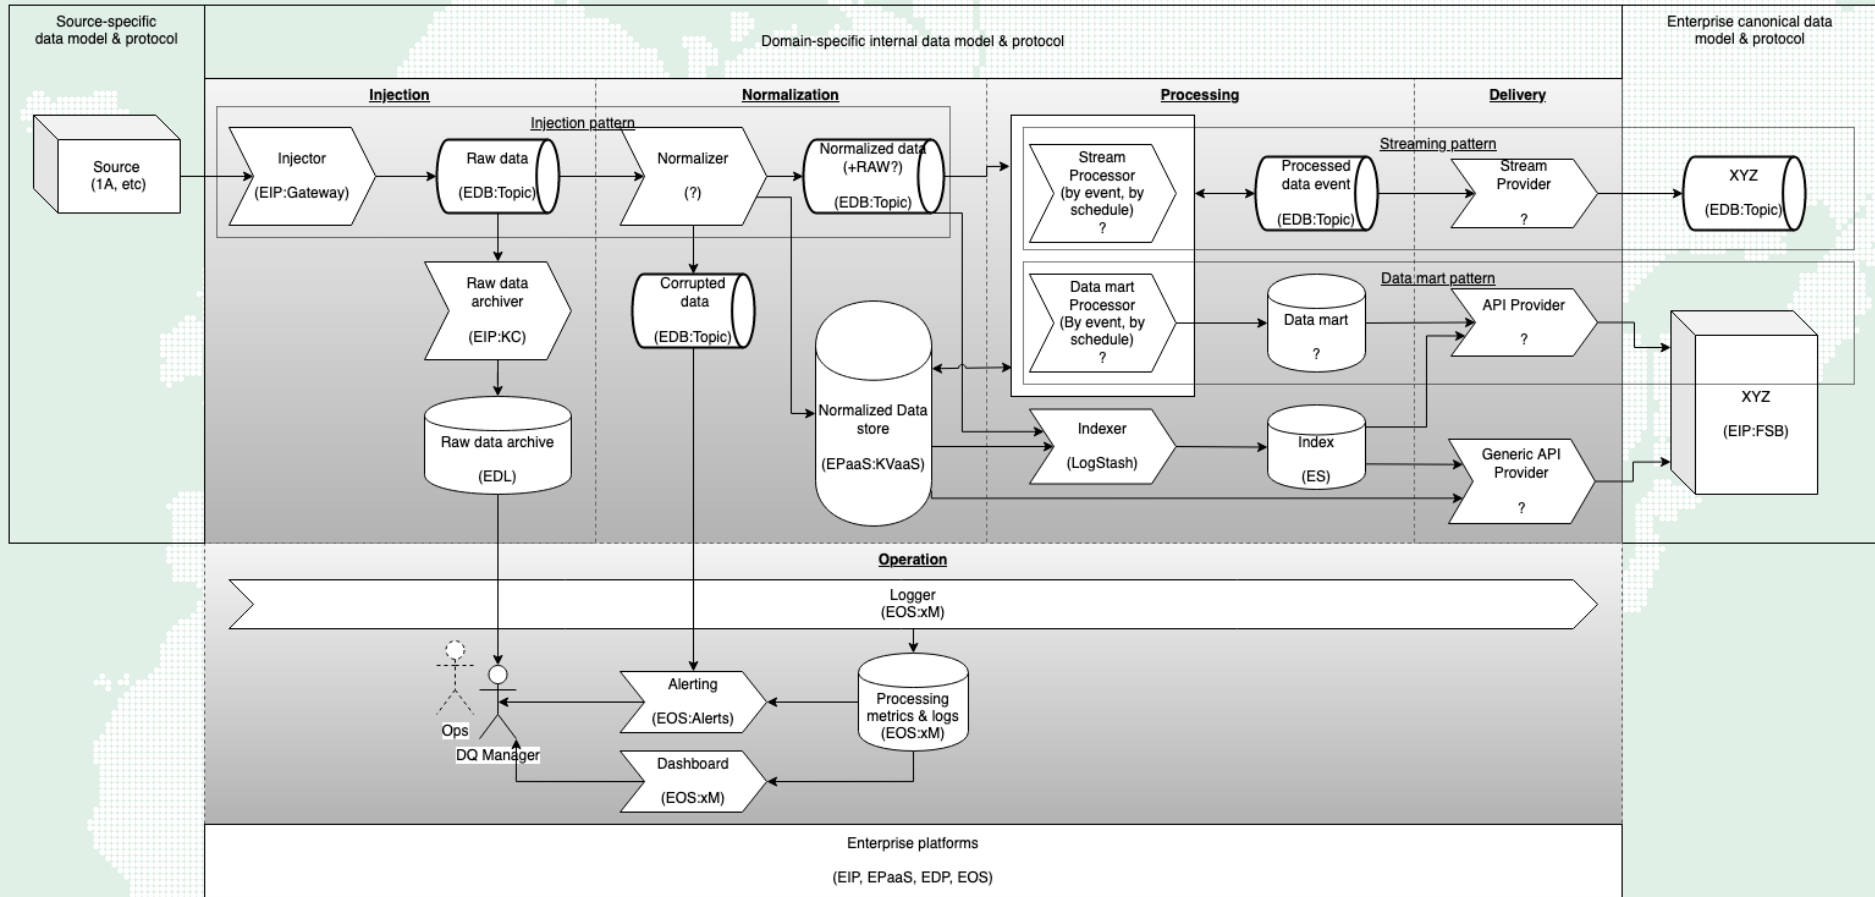 Source-specific
data model & protocol
Domain-specific internal data model & protocol
Enterprise canonical data
model & protocol
Injection
Normalization
Processing
Delivery
Injection pattern
Streaming pattern
Source
(1A, etc)
Injector
(EIP:Gateway)
Raw data
(EDB:Topic)
Normalizer
(?)
Normalized data
(+RAW?)
(EDB:Topic)
Stream
Processor
(by event, by
schedule)
?
Processed
data event
(EDB:Topic)
Stream
Provider
?
XYZ
(EDB:Topic)
Data mart pattern
Raw data
archiver
(EIP:KC)
Corrupted
data
(EDB:Topic)
Data mart
Processor
(By event, by
schedule)
?
Data mart
?
API Provider
?
Raw data archive
(EDL)
Normalized Data
store
(EPaaS:KVaaS)
Indexer
(LogStash)
Index
(ES)
Generic API
Provider
?
XYZ
(EIP:FSB)
Operation
Logger
(EOS:xM)
Ops
DQ Manager
Alerting
(EOS:Alerts)
Processing
metrics & logs
(EOS:xM)
Dashboard
(EOS:xM)
Enterprise platforms
(EIP, EPaaS, EDP, EOS)